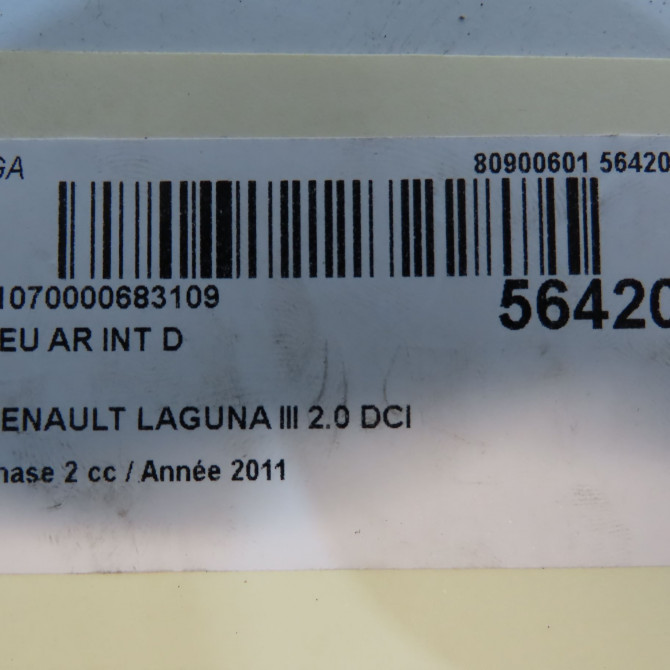 GA
80900601 56420
1070000683109
56420
EU AR INT D
ENAULT LAGUNA III 2.0 DCI
hase 2 cc / Année 2011